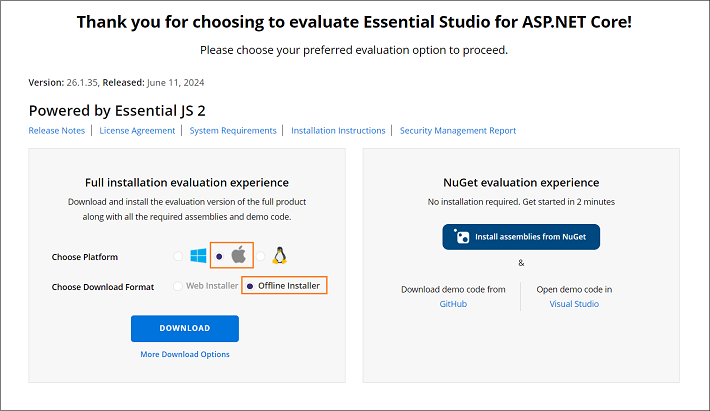 Thank you for choosing to evaluate Essential Studio for ASP.NET Core!
Please choose your preferred evaluation option to proceed.
Version: 26.1.35, Released: June 11, 2024
Powered by Essential JS 2
Release Notes | License Agreement | System Requirements | Installation Instructions | Security Management Report
Full installation evaluation experience
Download and install the evaluation version of the full product
along with all the required assemblies and demo code.
Choose Platform
Choose Download Format Web Installer Offline Installer
DOWNLOAD
More Download Options
NuGet evaluation experience
No installation required. Get started in 2 minutes
Install assemblies from NuGet
&
Download demo code from
GitHub
Open demo code in
Visual Studio